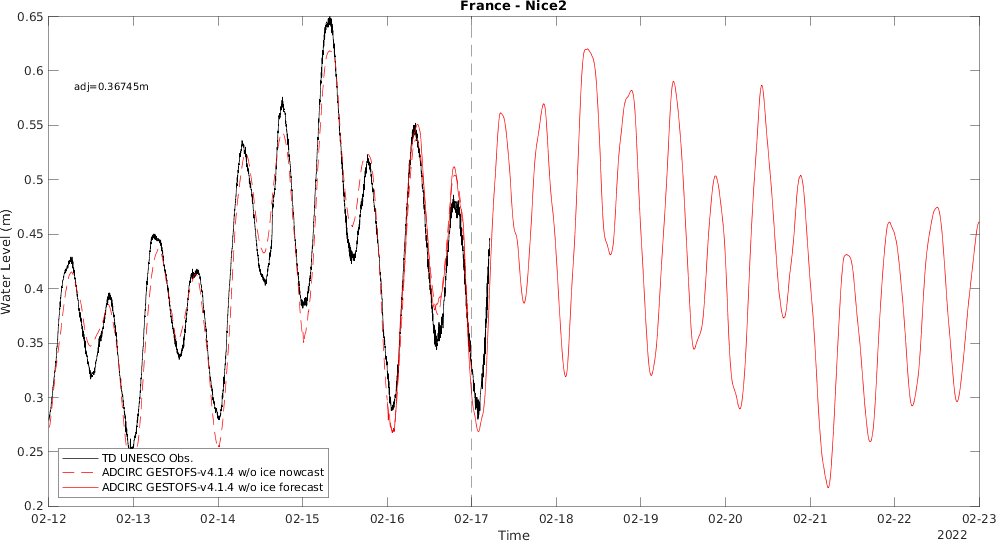 France - Nice2
adj=0.36745m
Water Level (m)
0.65
0.6
0.55
0.5
0.45
0.4
0.35
0.3
0.25
0.2
TD UNESCO Obs.
ADCIRC GESTOFS-v4.1.4 w/o ice nowcast
ADCIRC GESTOFS-v4.1.4 w/o ice forecast
02-12 02-13 02-14 02-15 02-16 02-17 02-18 02-19 02-20 02-21 02-22 02-23
Time
2022